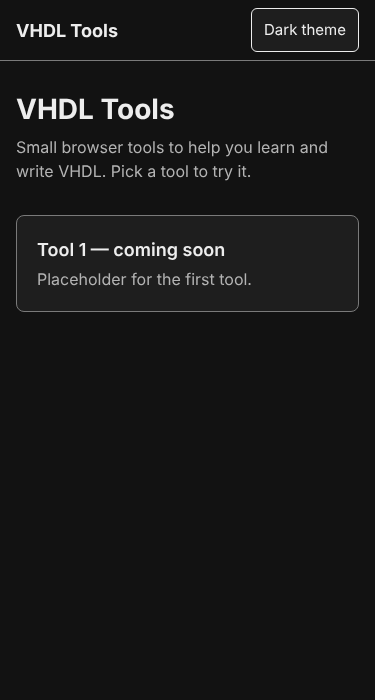 VHDL Tools
Dark theme
VHDL Tools
Small browser tools to help you learn and
write VHDL. Pick a tool to try it.
Tool 1 — coming soon
Placeholder for the first tool.